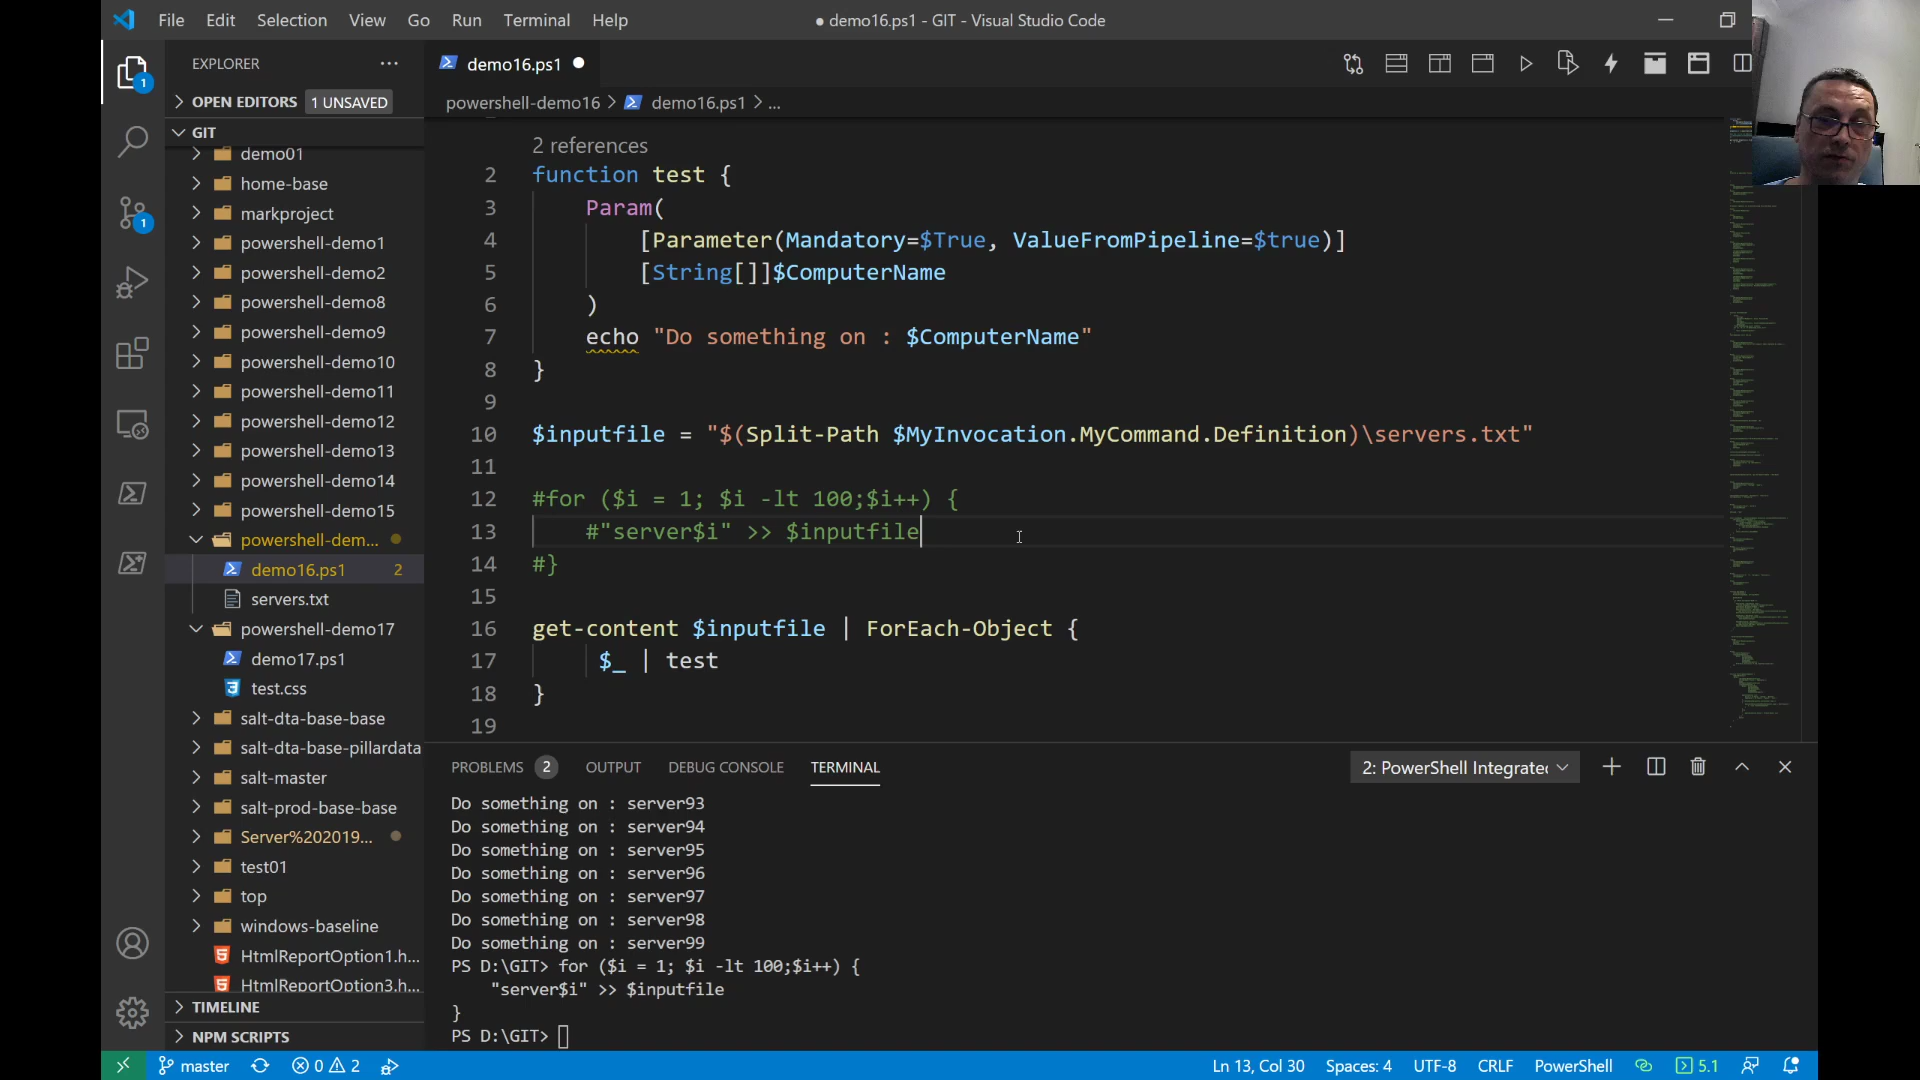 File Edit Selection View Go Run Terminal Help
● demo16.ps1 - GIT - Visual Studio Code
EXPLORER
OPEN EDITORS 1 UNSAVED
GIT
demo01
home-base
markproject
powershell-demo1
powershell-demo2
powershell-demo8
powershell-demo9
powershell-demo10
powershell-demo11
powershell-demo12
powershell-demo13
powershell-demo14
powershell-demo15
powershell-dem...
demo16.ps1 2
servers.txt
powershell-demo17
demo17.ps1
test.css
salt-dta-base-base
salt-dta-base-pillardata
salt-master
salt-prod-base-base
Server%202019...
test01
top
windows-baseline
HtmlReportOption1.h...
HtmlReportOption3.h...
TIMELINE
NPM SCRIPTS
1
1
demo16.ps1
powershell-demo16 > demo16.ps1 > ...
2 references
2 function test {
3 Param(
4 [Parameter(Mandatory=$True, ValueFromPipeline=$true)]
5 [String[]]$ComputerName
6 )
7 echo "Do something on : $ComputerName"
8 }
9
10 $inputfile = "$(Split-Path $MyInvocation.MyCommand.Definition)\servers.txt"
11
12 #for ($i = 1; $i -lt 100;$i++) {
13 #"server$i" >> $inputfile
14 #}
15
16 get-content $inputfile | ForEach-Object {
17 $_ | test
18 }
19
PROBLEMS 2 OUTPUT DEBUG CONSOLE TERMINAL 2: PowerShell Integrate
Do something on : server93
Do something on : server94
Do something on : server95
Do something on : server96
Do something on : server97
Do something on : server98
Do something on : server99
PS D:\GIT> for ($i = 1; $i -lt 100;$i++) {
"server$i" >> $inputfile
}
PS D:\GIT>
master 0 2 Ln 13, Col 30 Spaces: 4 UTF-8 CRLF PowerShell 5.1